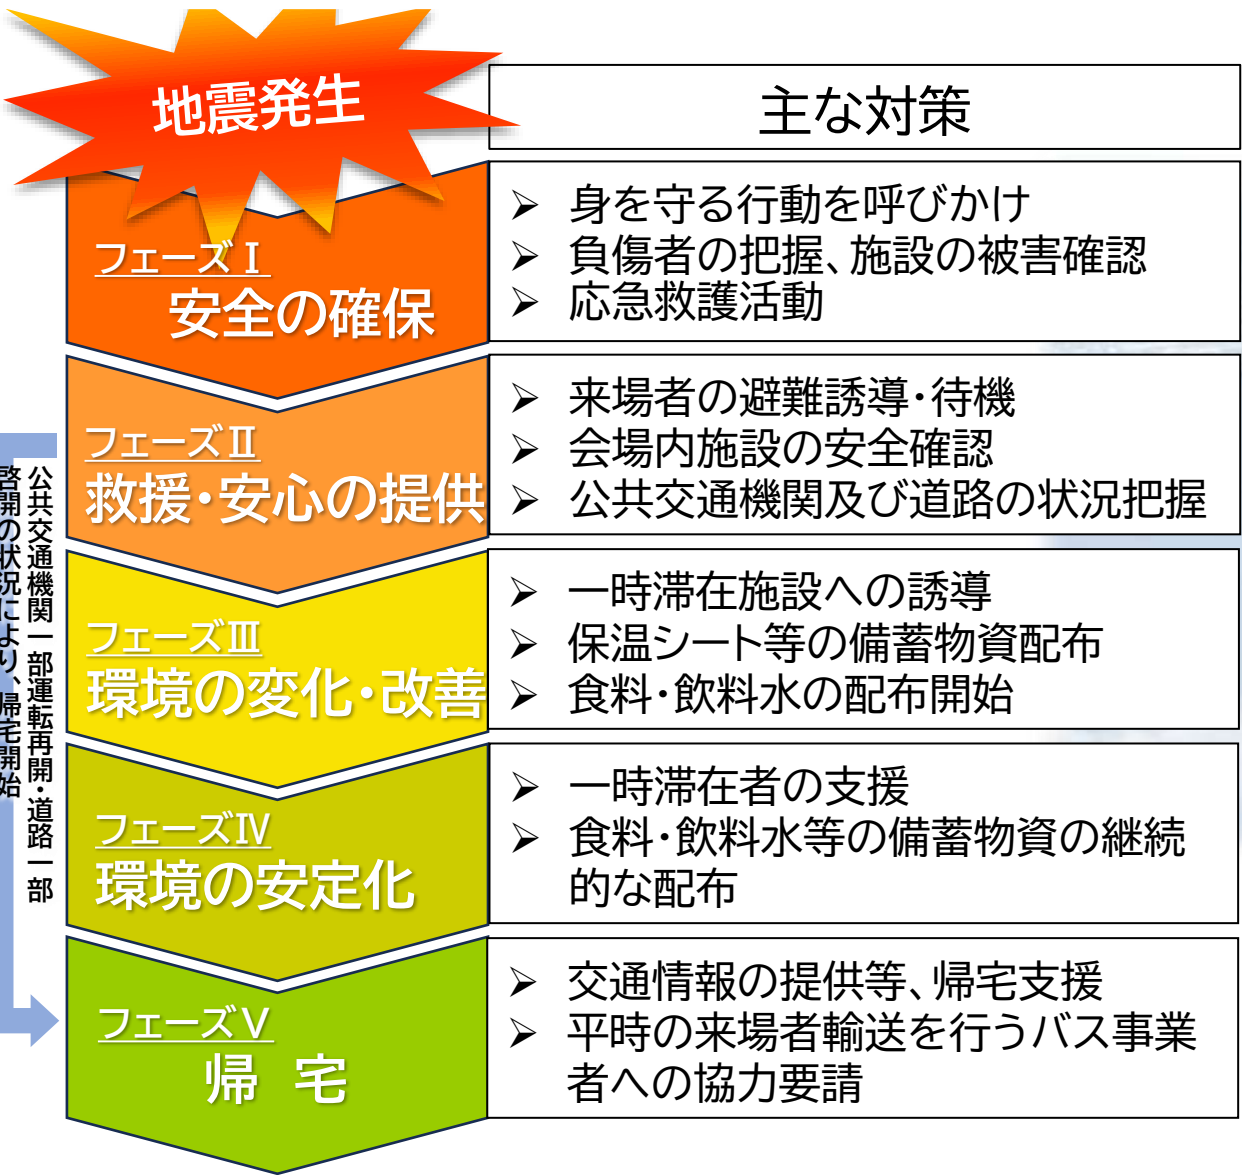 地震発生
主な対策
フェーズⅠ
安全の確保
➢ 身を守る行動を呼びかけ
➢ 負傷者の把握、施設の被害確認
➢ 応急救護活動
フェーズⅡ
救援・安心の提供
➢ 来場者の避難誘導・待機
➢ 会場内施設の安全確認
➢ 公共交通機関及び道路の状況把握
フェーズⅢ
環境の変化・改善
➢ 一時滞在施設への誘導
➢ 保温シート等の備蓄物資配布
➢ 食料・飲料水の配布開始
フェーズⅣ
環境の安定化
➢ 一時滞在者の支援
➢ 食料・飲料水等の備蓄物資の継続
的な配布
フェーズⅤ
帰 宅
➢ 交通情報の提供等、帰宅支援
➢ 平時の来場者輸送を行うバス事業
者への協力要請
公共交通機関一部運転再開・道路一部
啓開の状況により、帰宅開始